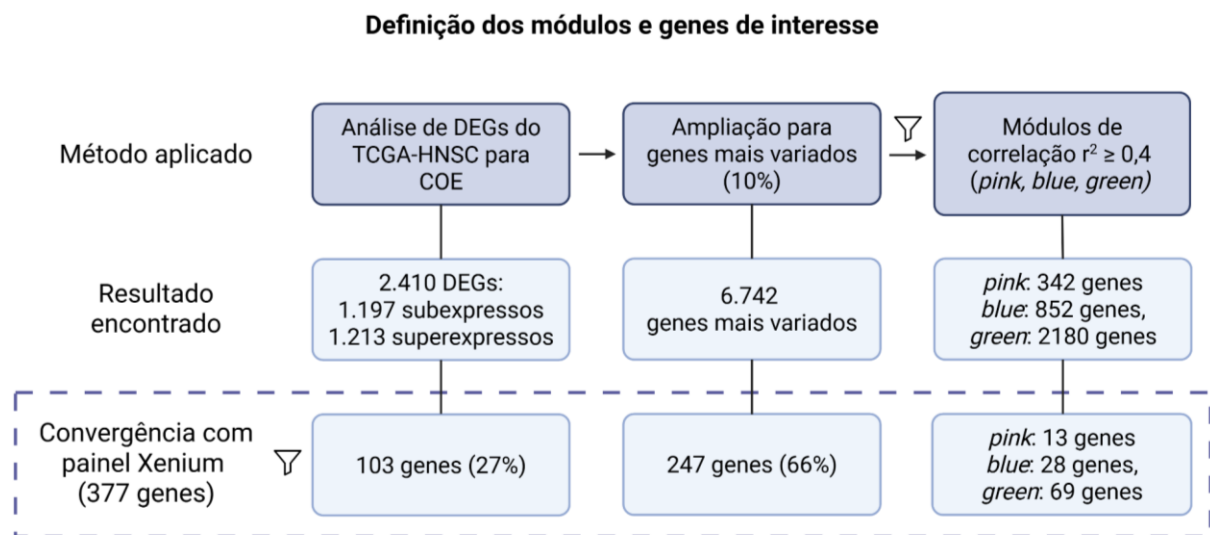 Definição dos módulos e genes de interesse
Método aplicado
Análise de DEGs do
TCGA-HNSC para
COE
Ampliação para
genes mais variados
(10%)
Módulos de
correlação r² ≥ 0,4
(pink, blue, green)
Resultado
encontrado
2.410 DEGs:
1.197 subexpressos
1.213 superexpressos
6.742
genes mais variados
pink: 342 genes
blue: 852 genes,
green: 2180 genes
Convergência com
painel Xenium
(377 genes)
103 genes (27%)
247 genes (66%)
pink: 13 genes
blue: 28 genes,
green: 69 genes